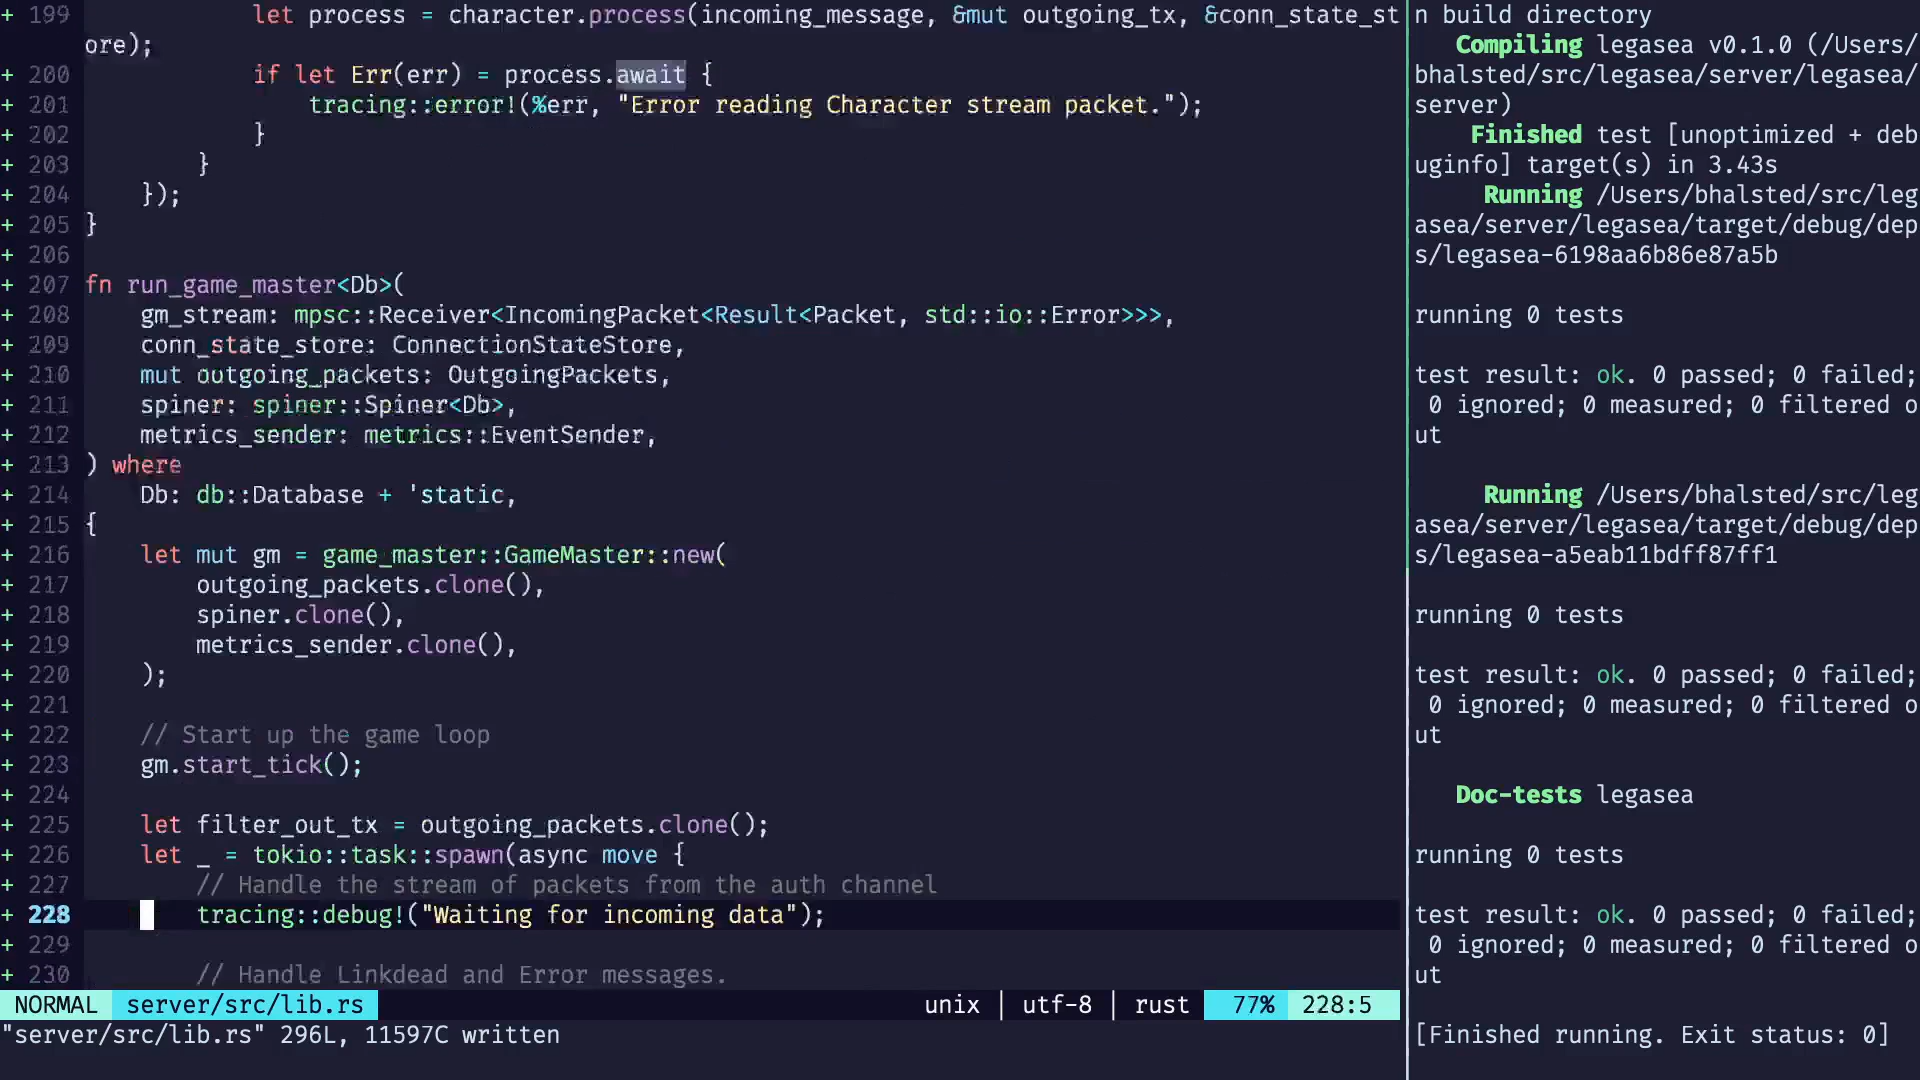 + 199             let process = character.process(incoming_message, &mut outgoing_tx, &conn_state_st
ore);
+ 200             if let Err(err) = process.await {
+ 201                 tracing::error!(%err, "Error reading Character stream packet.");
+ 202             }
+ 203         }
+ 204     });
+ 205 }
+ 206
+ 207 fn run_game_master<Db>(
+ 208     gm_stream: mpsc::Receiver<IncomingPacket<Result<Packet, std::io::Error>>>,
+ 209     conn_state_store: ConnectionStateStore,
+ 210     mut outgoing_packets: OutgoingPackets,
+ 211     spiner: spiner::Spiner<Db>,
+ 212     metrics_sender: metrics::EventSender,
+ 213 ) where
+ 214     Db: db::Database + 'static,
+ 215 {
+ 216     let mut gm = game_master::GameMaster::new(
+ 217         outgoing_packets.clone(),
+ 218         spiner.clone(),
+ 219         metrics_sender.clone(),
+ 220     );
+ 221
+ 222     // Start up the game loop
+ 223     gm.start_tick();
+ 224
+ 225     let filter_out_tx = outgoing_packets.clone();
+ 226     let _ = tokio::task::spawn(async move {
+ 227         // Handle the stream of packets from the auth channel
+ 228         tracing::debug!("Waiting for incoming data");
+ 229
+ 230         // Handle Linkdead and Error messages.
NORMAL server/src/lib.rs unix | utf-8 | rust 77% 228:5
"server/src/lib.rs" 296L, 11597C written
n build directory
Compiling legasea v0.1.0 (/Users/
bhalsted/src/legasea/server/legasea/
server)
Finished test [unoptimized + deb
uginfo] target(s) in 3.43s
Running /Users/bhalsted/src/leg
asea/server/legasea/target/debug/dep
s/legasea-6198aa6b86e87a5b
running 0 tests
test result: ok. 0 passed; 0 failed;
0 ignored; 0 measured; 0 filtered o
ut
Running /Users/bhalsted/src/leg
asea/server/legasea/target/debug/dep
s/legasea-a5eab11bdff87ff1
running 0 tests
test result: ok. 0 passed; 0 failed;
0 ignored; 0 measured; 0 filtered o
ut
Doc-tests legasea
running 0 tests
test result: ok. 0 passed; 0 failed;
0 ignored; 0 measured; 0 filtered o
ut
[Finished running. Exit status: 0]